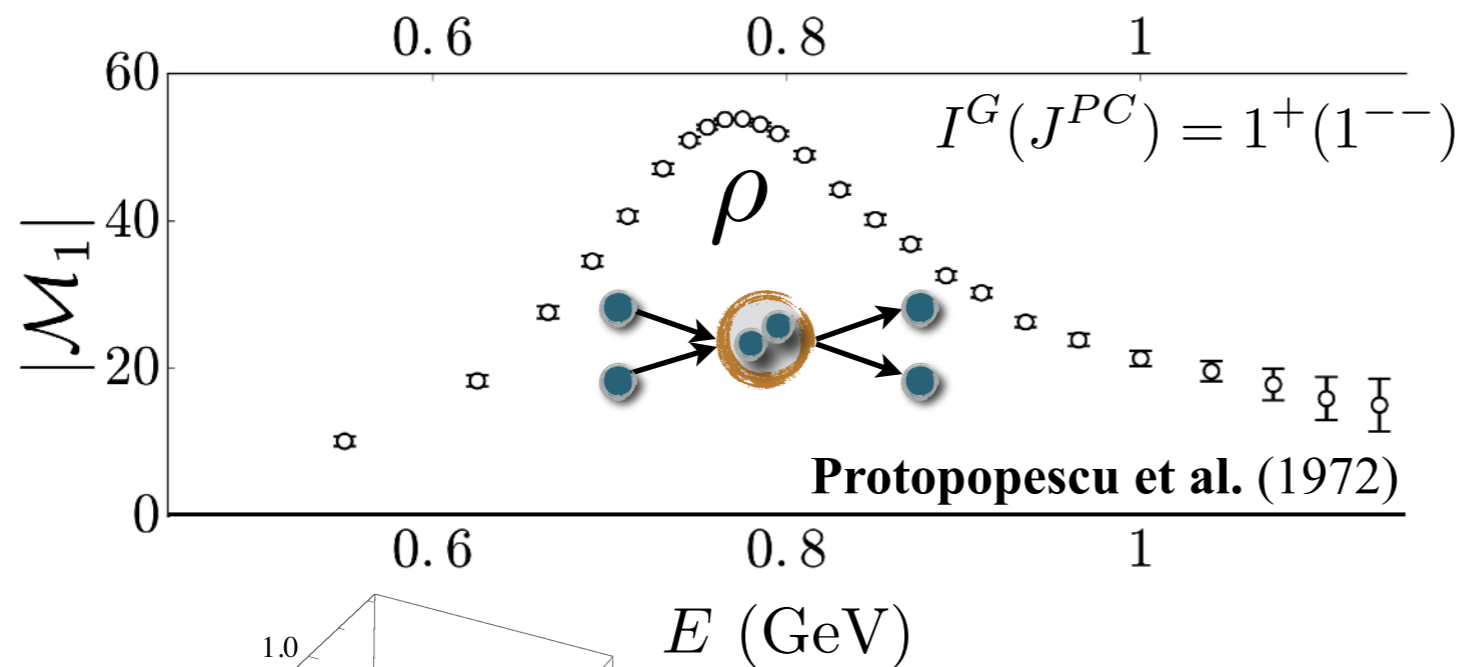 0.6 0.8 1
60
I^G(J^{PC}) = 1^+(1^{--})
ρ
40
|ℳ_1|
20
Protopopescu et al. (1972)
0
0.6 0.8 1
E (GeV)
1.0